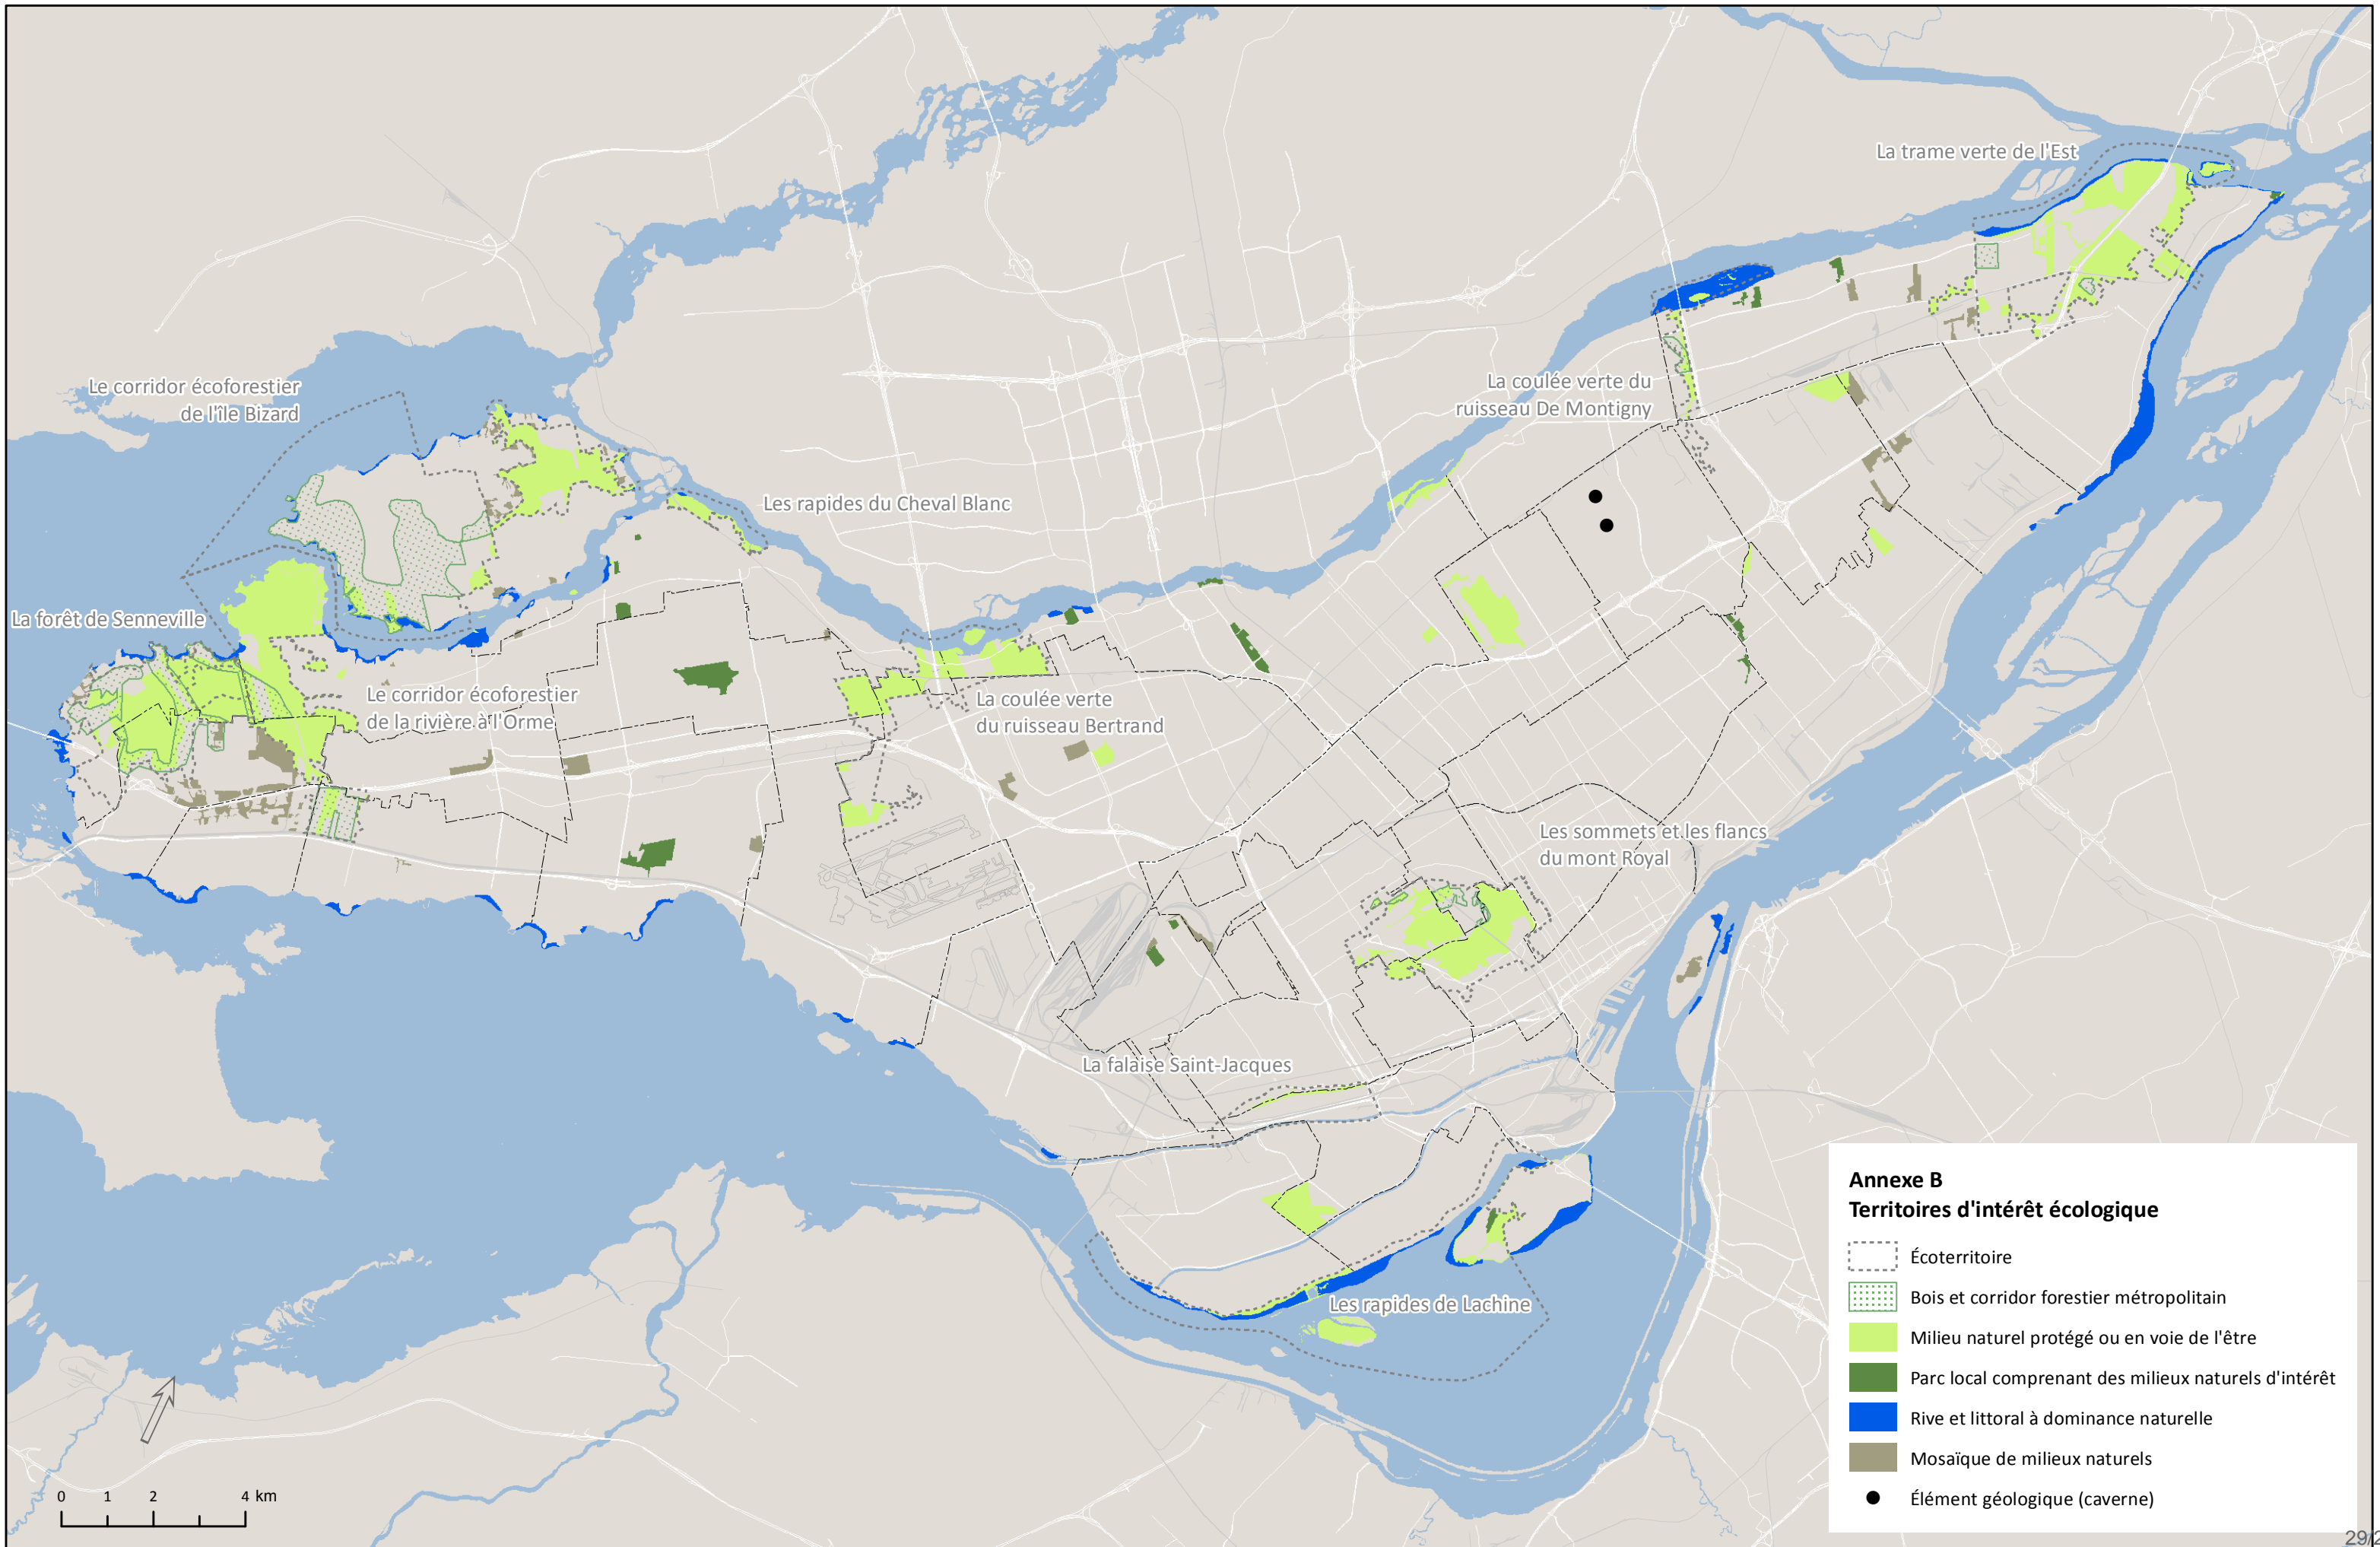 La trame verte de l'Est
Le corridor écoforestier
de l'île Bizard
La coulée verte du
ruisseau De Montigny
Les rapides du Cheval Blanc
La forêt de Senneville
Le corridor écoforestier
de la rivière à l'Orme
La coulée verte
du ruisseau Bertrand
Les sommets et les flancs
du mont Royal
La falaise Saint-Jacques
Les rapides de Lachine
Annexe B
Territoires d'intérêt écologique
Écoterritoire
Bois et corridor forestier métropolitain
Milieu naturel protégé ou en voie de l'être
Parc local comprenant des milieux naturels d'intérêt
Rive et littoral à dominance naturelle
Mosaïque de milieux naturels
Élément géologique (caverne)
0 1 2 4 km